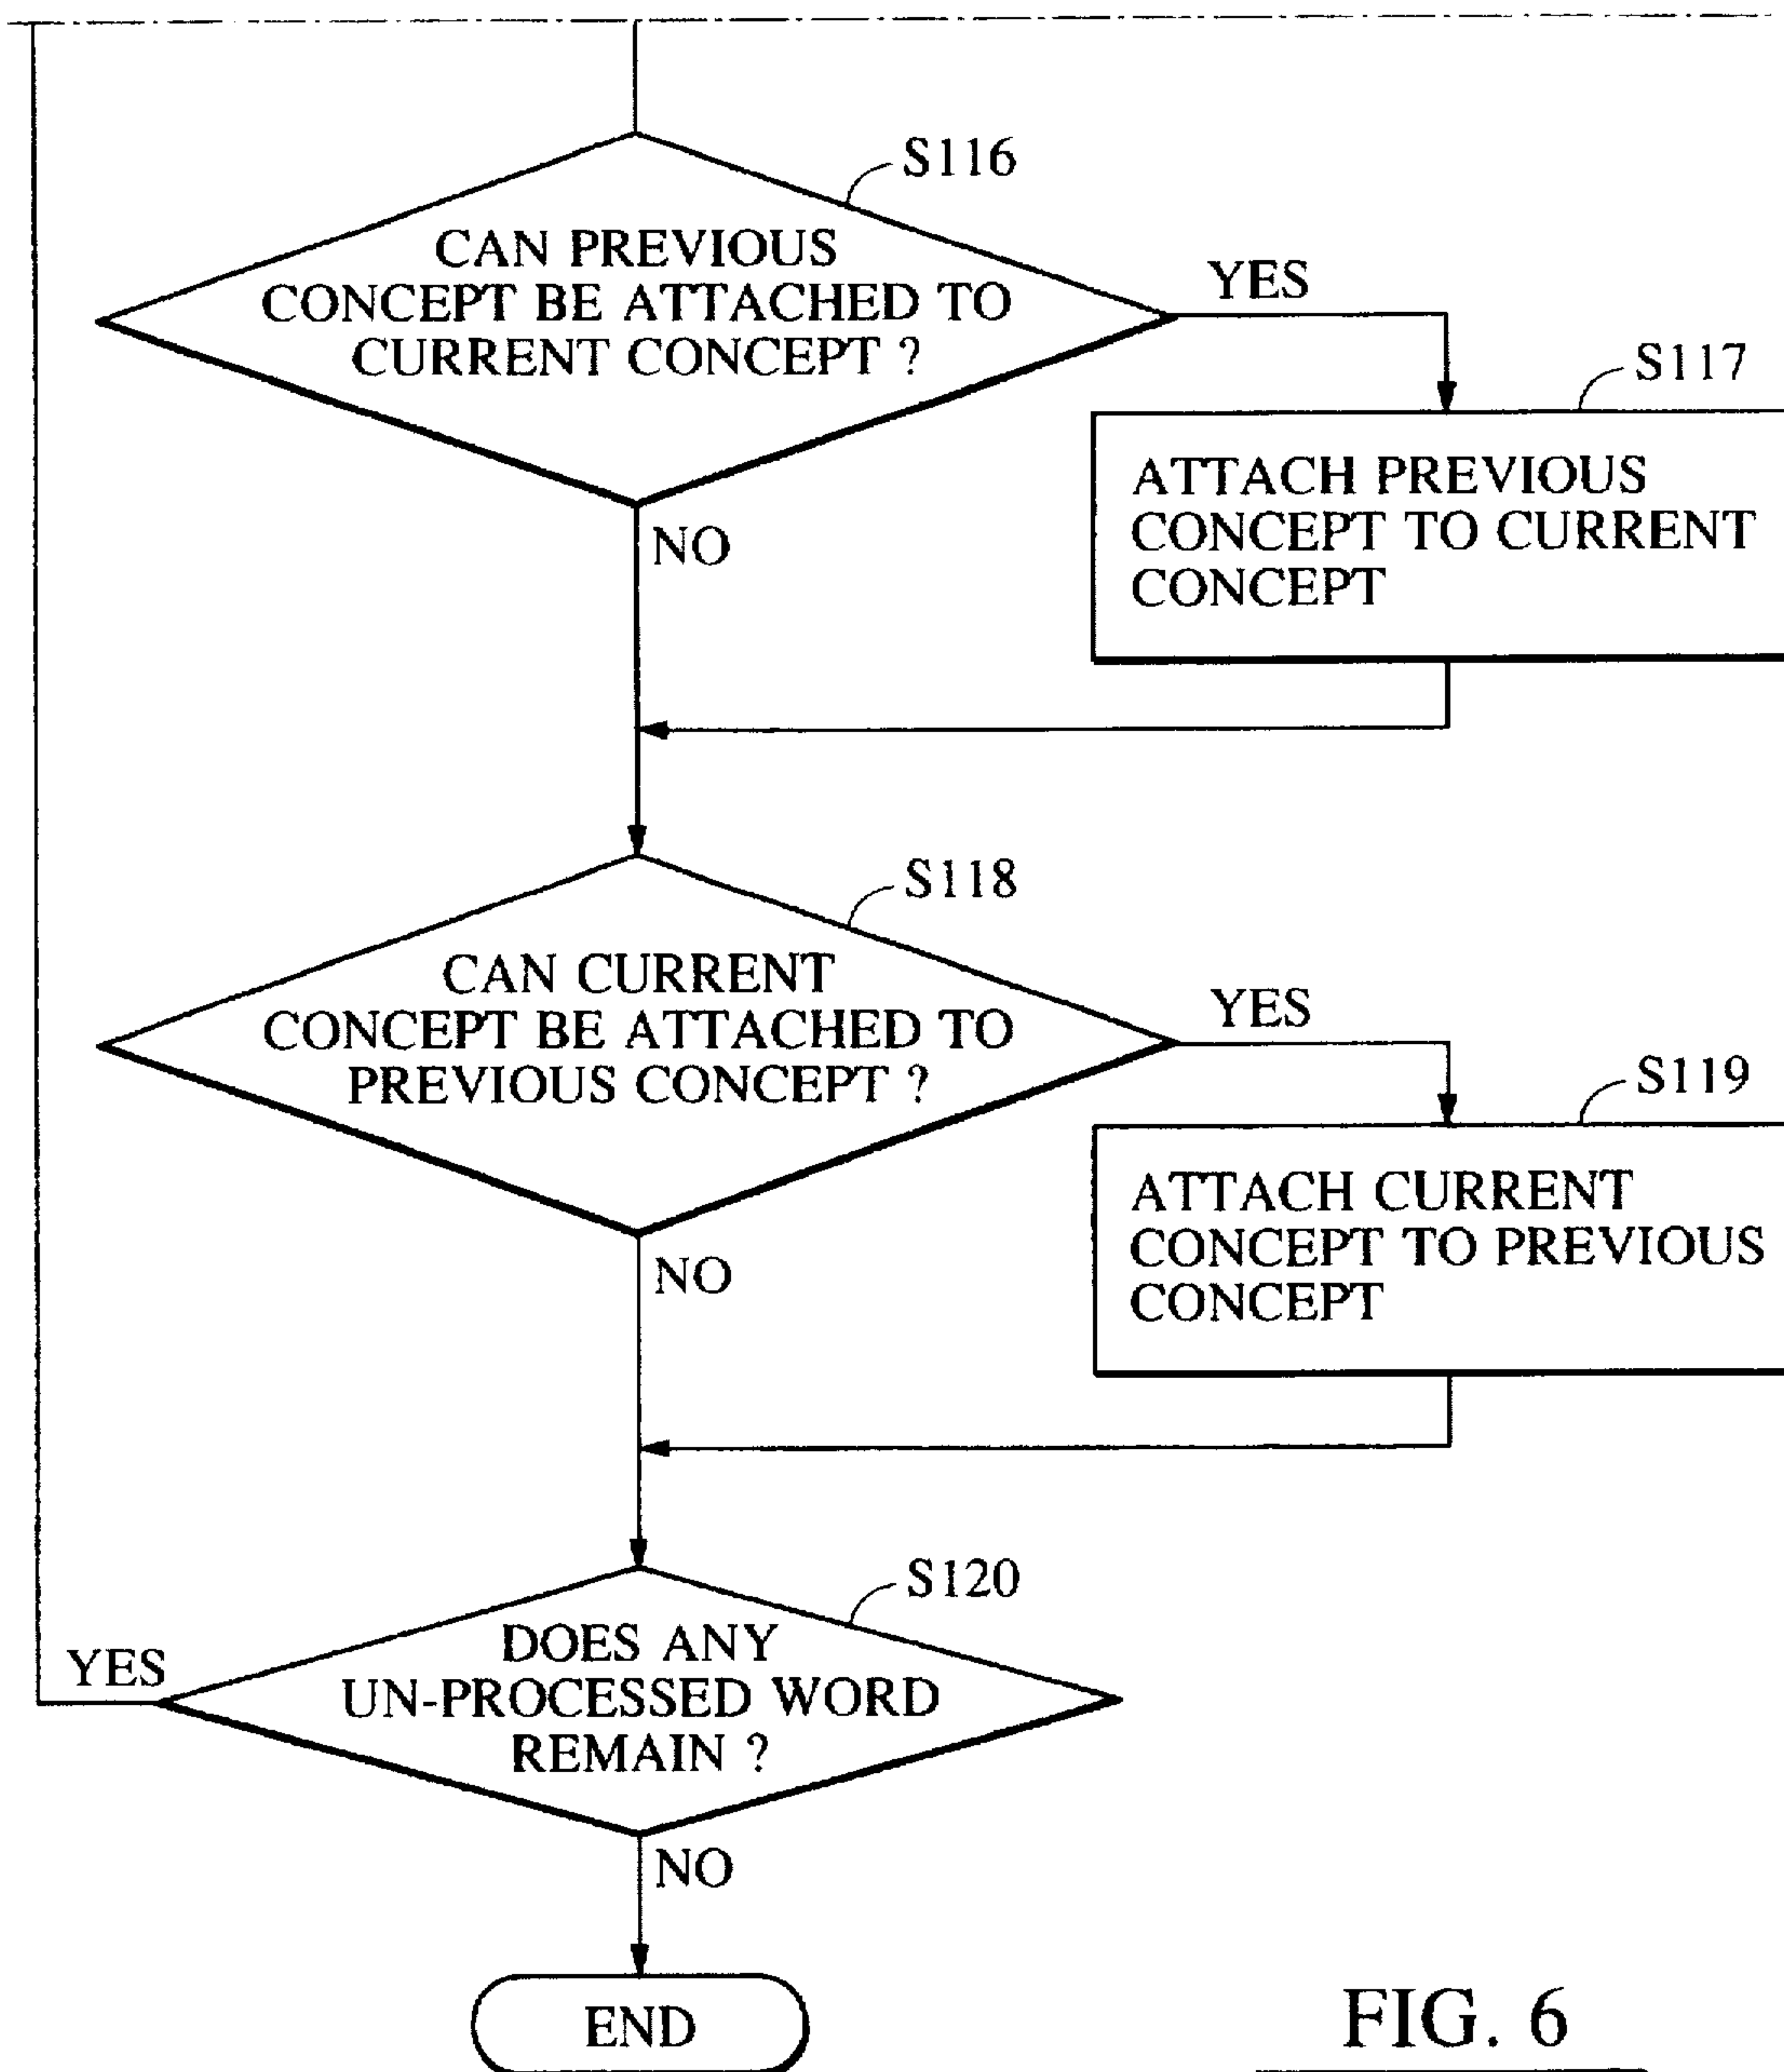 S116
CAN PREVIOUS
CONCEPT BE ATTACHED TO
CURRENT CONCEPT ?
YES
S117
ATTACH PREVIOUS
CONCEPT TO CURRENT
CONCEPT
NO
S118
CAN CURRENT
CONCEPT BE ATTACHED TO
PREVIOUS CONCEPT ?
YES
S119
ATTACH CURRENT
CONCEPT TO PREVIOUS
CONCEPT
NO
S120
DOES ANY
UN-PROCESSED WORD
REMAIN ?
YES
NO
END
FIG. 6